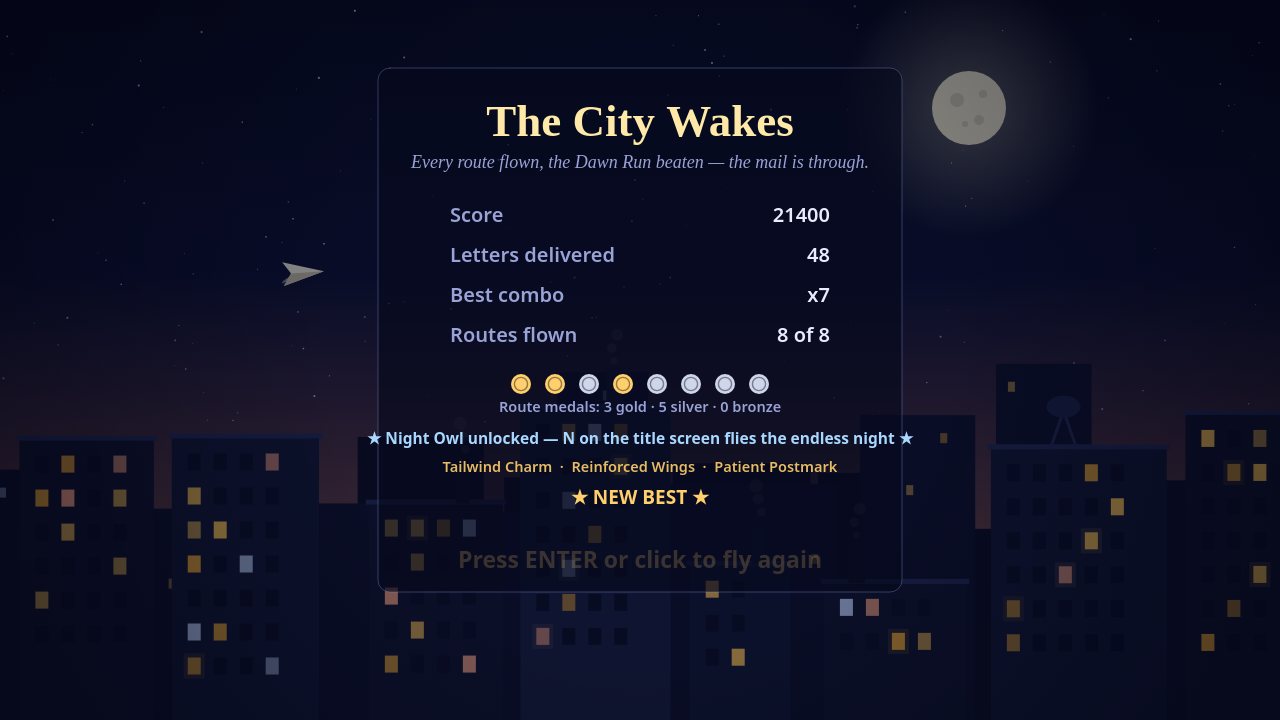 The City Wakes
Every route flown, the Dawn Run beaten — the mail is through.
Score 21400
Letters delivered 48
Best combo x7
Routes flown 8 of 8
Route medals: 3 gold · 5 silver · 0 bronze
★ Night Owl unlocked — N on the title screen flies the endless night ★
Tailwind Charm · Reinforced Wings · Patient Postmark
★ NEW BEST ★
Press ENTER or click to fly again